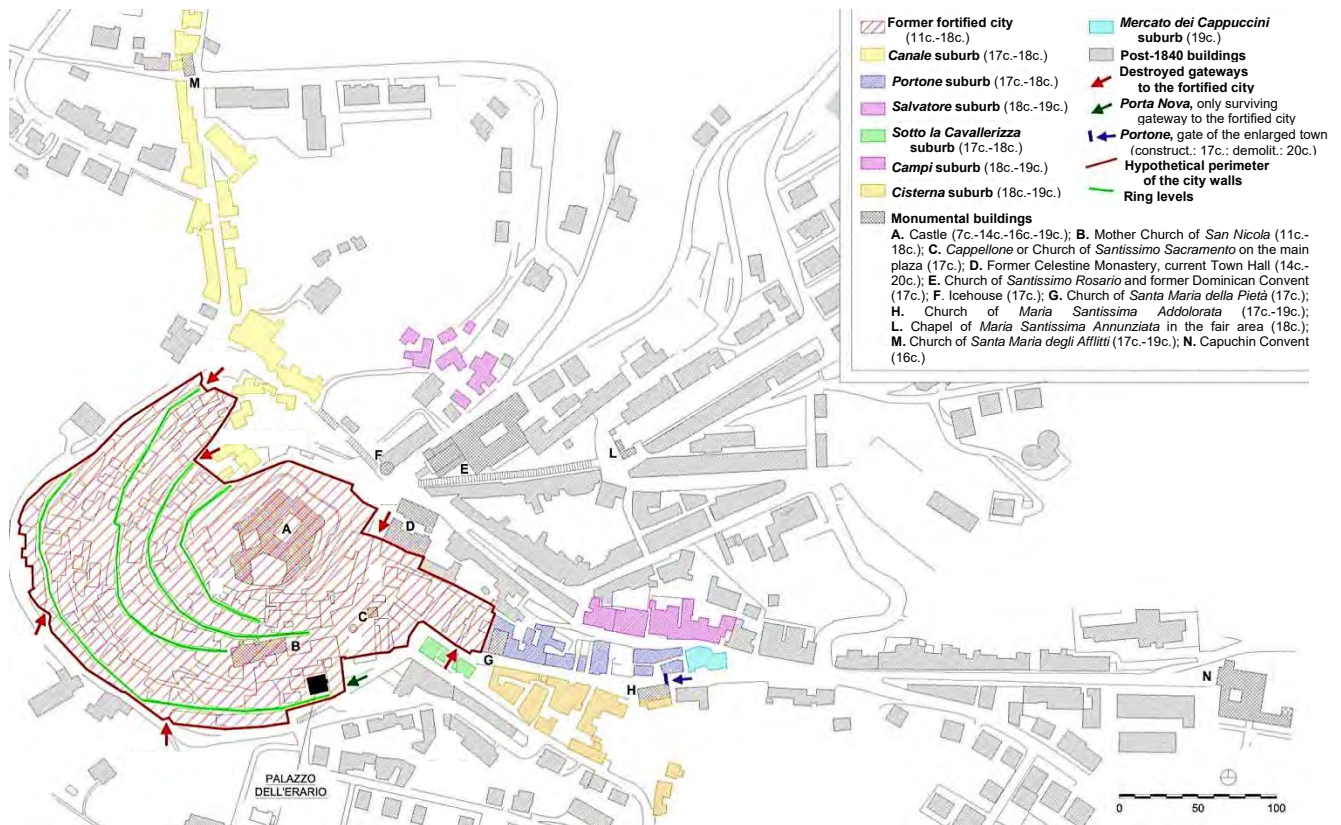 Former fortified city
(11c.-18c.)
Canale suburb (17c.-18c.)
Portone suburb (17c.-18c.)
Salvatore suburb (18c.-19c.)
Sotto la Cavallerizza
suburb (17c.-18c.)
Campi suburb (18c.-19c.)
Cisterna suburb (18c.-19c.)
Monumental buildings
Mercato dei Cappuccini
suburb (19c.)
Post-1840 buildings
Destroyed gateways
to the fortified city
Porta Nova, only surviving
gateway to the fortified city
Portone, gate of the enlarged town
(construct.: 17c.; demolit.: 20c.)
Hypothetical perimeter
of the city walls
Ring levels
A. Castle (7c.-14c.-16c.-19c.); B. Mother Church of San Nicola (11c.-
18c.); C. Cappellone or Church of Santissimo Sacramento on the main
plaza (17c.); D. Former Celestine Monastery, current Town Hall (14c.-
20c.); E. Church of Santissimo Rosario and former Dominican Convent
(17c.); F. Icehouse (17c.); G. Church of Santa Maria della Pietà (17c.);
H. Church of Maria Santissima Addolorata (17c.-19c.);
L. Chapel of Maria Santissima Annunziata in the fair area (18c.);
M. Church of Santa Maria degli Afflitti (17c.-19c.); N. Capuchin Convent
(16c.)
M
F
E
L
A
D
C
B
G
H
N
PALAZZO
DELL'ERARIO
0 50 100